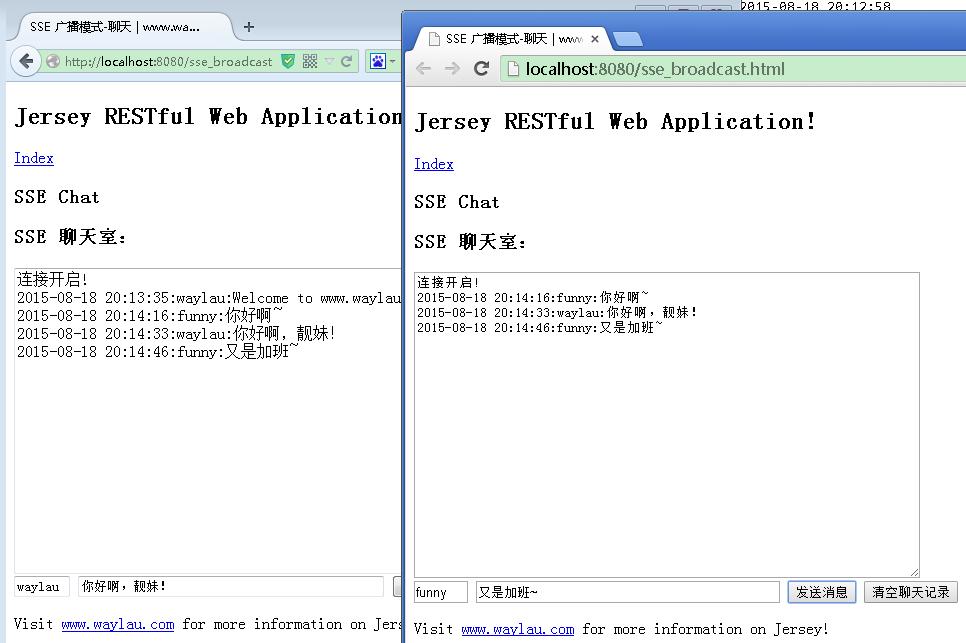 2015-08-18 20:12:58
SSE 广播模式-聊天 | www.wa...
http://localhost:8080/sse_broadcast
Jersey RESTful Web Application
Index
SSE Chat
SSE 聊天室：
连接开启!
2015-08-18 20:13:35:waylau:Welcome to www.waylau
2015-08-18 20:14:16:funny:你好啊~
2015-08-18 20:14:33:waylau:你好啊，靓妹!
2015-08-18 20:14:46:funny:又是加班~
waylau 你好啊，靓妹!
Visit www.waylau.com for more information on Jers
SSE 广播模式-聊天 | www
localhost:8080/sse_broadcast.html
Jersey RESTful Web Application!
Index
SSE Chat
SSE 聊天室：
连接开启!
2015-08-18 20:14:16:funny:你好啊~
2015-08-18 20:14:33:waylau:你好啊，靓妹!
2015-08-18 20:14:46:funny:又是加班~
funny 又是加班~ 发送消息 清空聊天记录
Visit www.waylau.com for more information on Jersey!